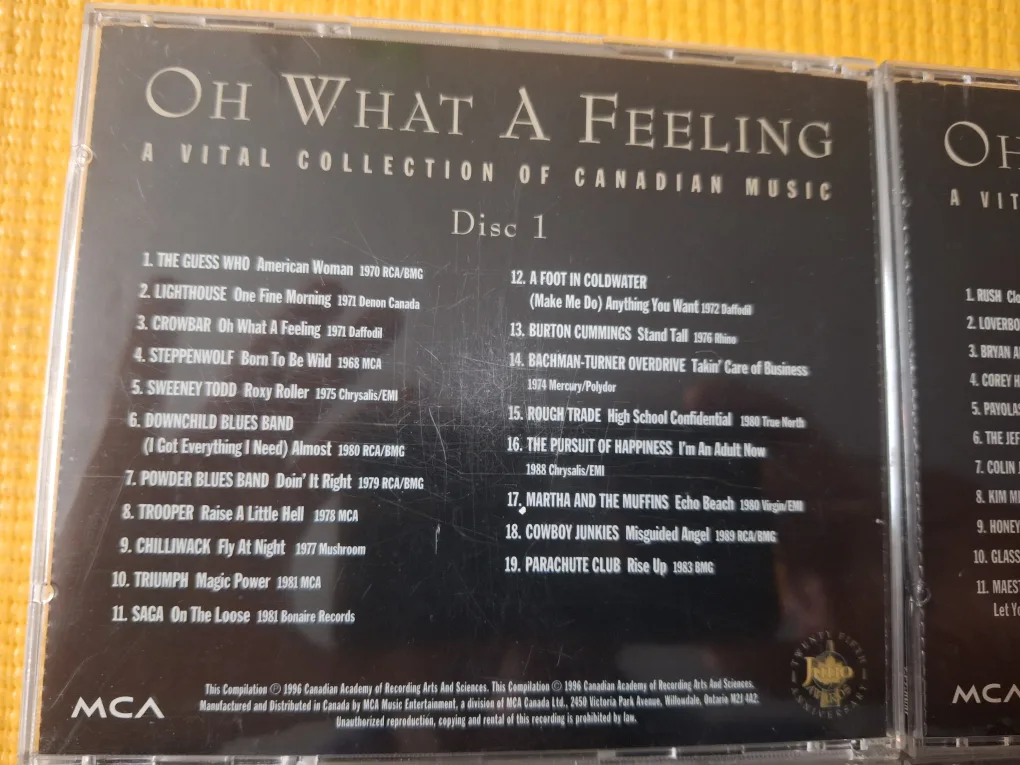 OH WHAT A FEELING
A VITAL COLLECTION OF CANADIAN MUSIC
Disc 1
1. THE GUESS WHO American Woman 1970 RCA/BMG
2. LIGHTHOUSE One Fine Morning 1971 Denon Canada
3. CROWBAR Oh What A Feeling 1971 Daffodil
4. STEPPENWOLF Born To Be Wild 1968 MCA
5. SWEENEY TODD Roxy Roller 1975 Chrysalis/EMI
6. DOWNCHILD BLUES BAND
(I Got Everything I Need) Almost 1980 RCA/BMG
7. POWDER BLUES BAND Doin' It Right 1979 RCA/BMG
8. TROOPER Raise A Little Hell 1978 MCA
9. CHILLIWACK Fly At Night 1977 Mushroom
10. TRIUMPH Magic Power 1981 MCA
11. SAGA On The Loose 1981 Bonaire Records
12. A FOOT IN COLDWATER
(Make Me Do) Anything You Want 1972 Daffodil
13. BURTON CUMMINGS Stand Tall 1976 Rhino
14. BACHMAN-TURNER OVERDRIVE Takin' Care of Business
1974 Mercury/Polydor
15. ROUGH TRADE High School Confidential 1980 True North
16. THE PURSUIT OF HAPPINESS I'm An Adult Now
1988 Chrysalis/EMI
17. MARTHA AND THE MUFFINS Echo Beach 1980 Virgin/EMI
18. COWBOY JUNKIES Misguided Angel 1989 RCA/BMG
19. PARACHUTE CLUB Rise Up 1983 BMG
This Compilation ℗ 1996 Canadian Academy of Recording Arts And Sciences. This Compilation © 1996 Canadian Academy of Recording Arts And Sciences.
Manufactured and Distributed in Canada by MCA Music Entertainment, a division of MCA Canada Ltd., 2450 Victoria Park Avenue, Willowdale, Ontario M2J 4A2.
Unauthorized reproduction, copying and rental of this recording is prohibited by law.
MCA
TWENTY FIFTH
Juno
AWARDS
ANNIVERSARY
OH
A VIT
1. RUSH Clo
2. LOVERBO
3. BRYAN A
4. COREY H
5. PAYOLAS
6. THE JEF
7. COLIN J
8. KIM MI
9. HONEY
10. GLASS
11. MAEST
Let Yo
MCA